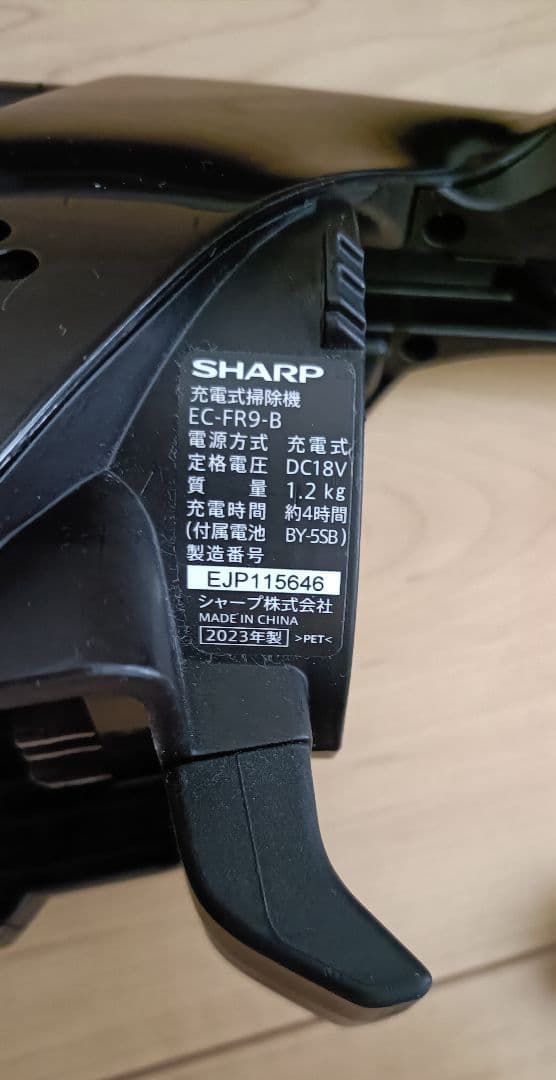 SHARP
充電式掃除機
EC-FR9-B
電源方式 充電式
定格電圧 DC18V
質量 1.2 kg
充電時間 約4時間
(付属電池 BY-5SB)
製造番号
EJP115646
シャープ株式会社
MADE IN CHINA
2023年製 >PET<